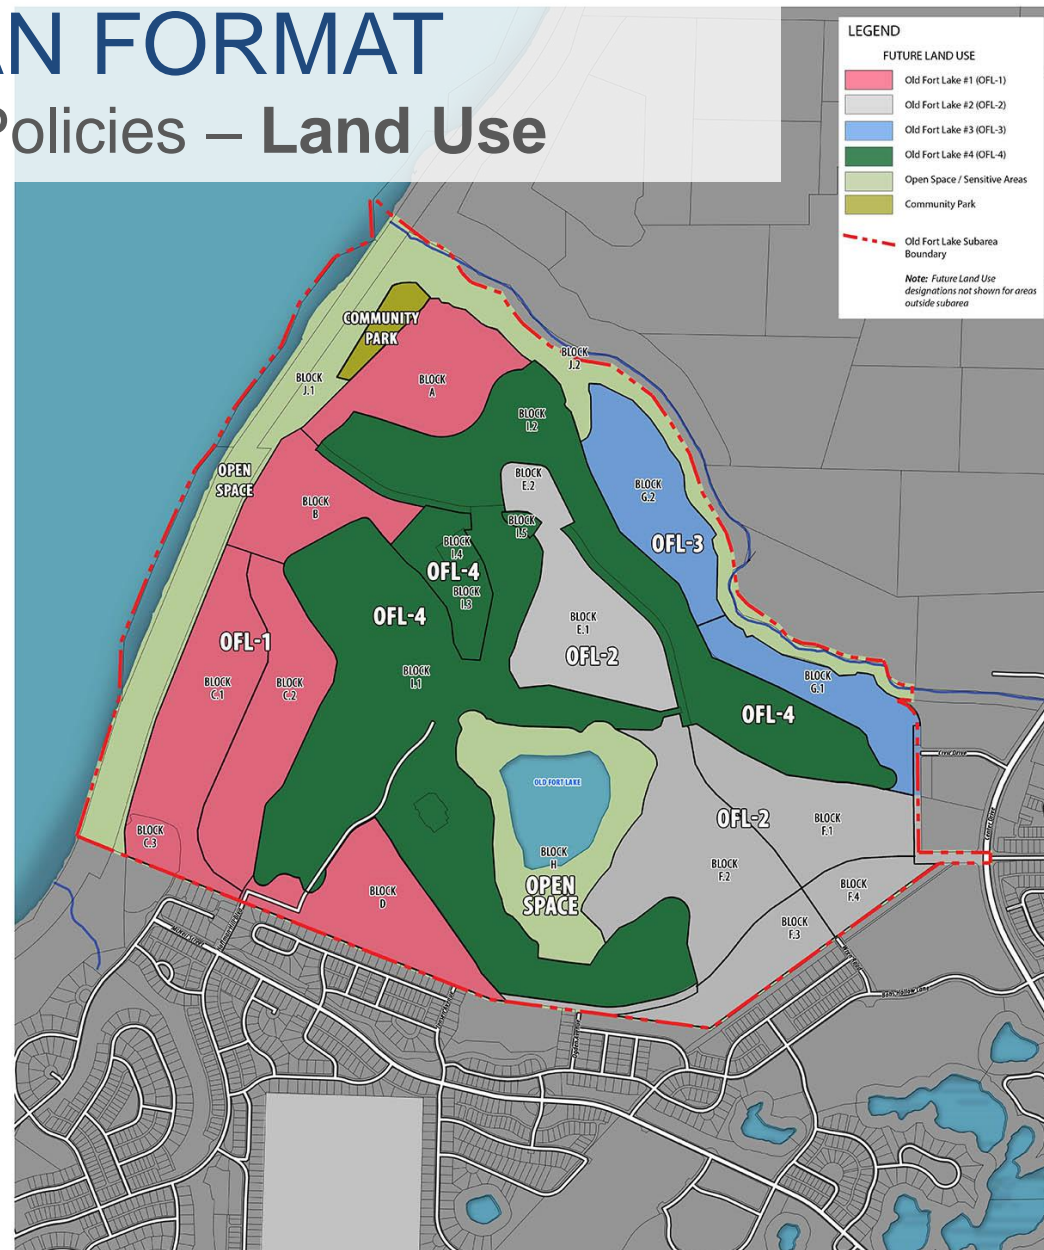 AN FORMAT
Policies – Land Use
LEGEND
FUTURE LAND USE
Old Fort Lake #1 (OFL-1)
Old Fort Lake #2 (OFL-2)
Old Fort Lake #3 (OFL-3)
Old Fort Lake #4 (OFL-4)
Open Space / Sensitive Areas
Community Park
Old Fort Lake Subarea
Boundary
Note: Future Land Use
designations not shown for areas
outside subarea
COMMUNITY
PARK
BLOCK
J.1
BLOCK
A
BLOCK
J.2
BLOCK
I.2
OPEN
SPACE
BLOCK
B
BLOCK
E.2
BLOCK
G.2
BLOCK
I.5
BLOCK
I.4
OFL-4
BLOCK
I.3
OFL-3
OFL-4
BLOCK
E.1
OFL-2
OFL-1
BLOCK
C.1
BLOCK
C.2
BLOCK
I.1
BLOCK
G.1
OFL-4
OLD FORT LAKE
OFL-2
BLOCK
F.1
BLOCK
C.3
BLOCK
H
BLOCK
F.2
OPEN
SPACE
BLOCK
D
BLOCK
F.4
BLOCK
F.3
Center Drive